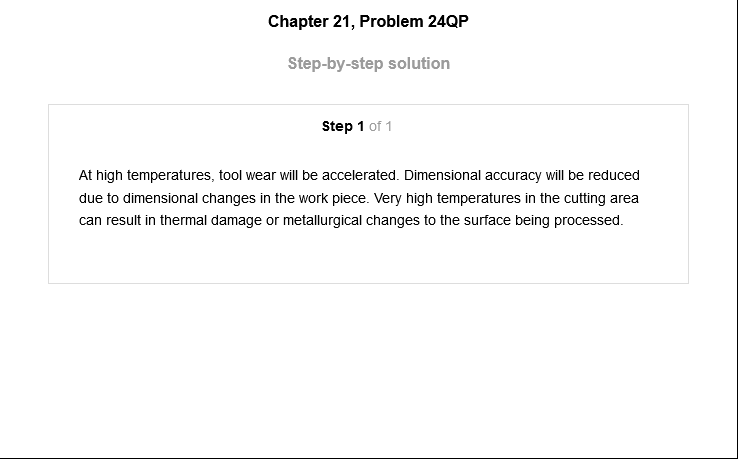 Chapter 21, Problem 24QP
Step-by-step solution
Step 1 of 1
At high temperatures, tool wear will be accelerated. Dimensional accuracy will be reduced
due to dimensional changes in the work piece. Very high temperatures in the cutting area
can result in thermal damage or metallurgical changes to the surface being processed.